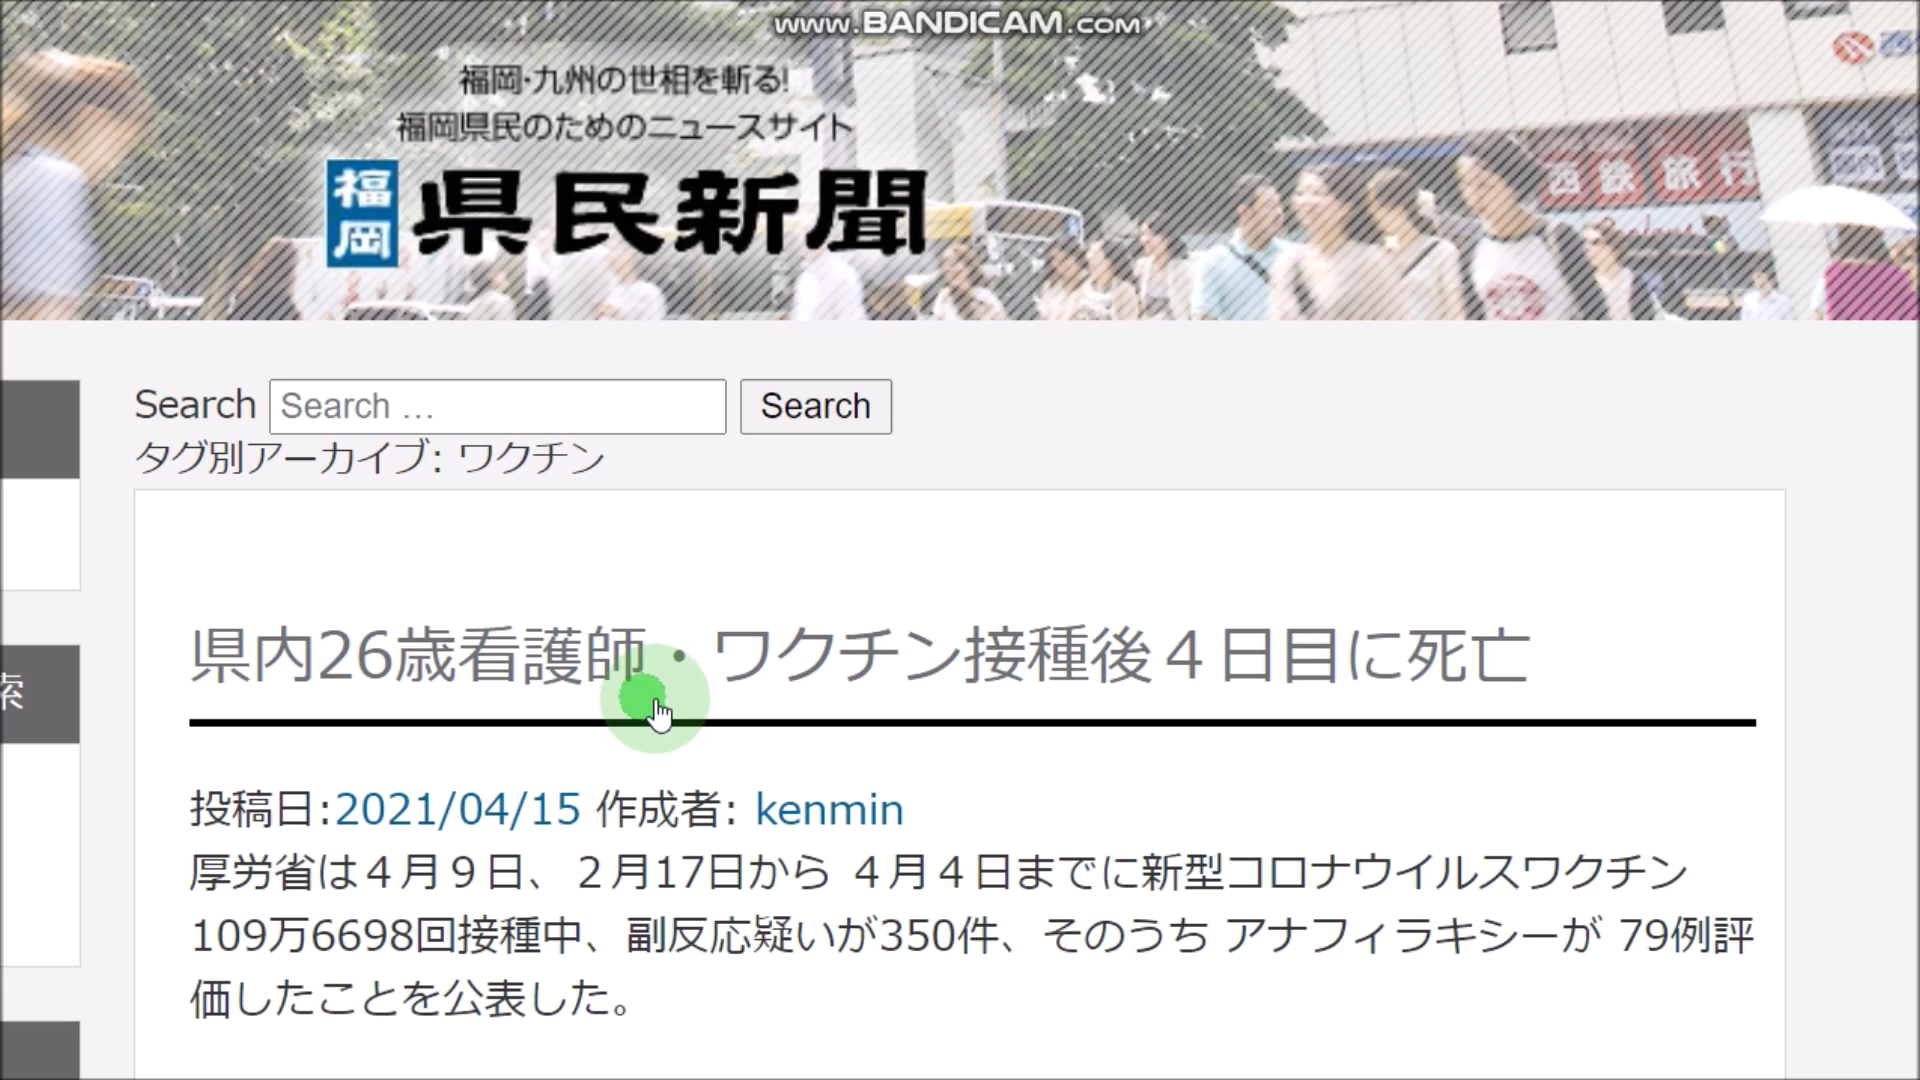 www.BANDICAM.com
福岡・九州の世相を斬る!
福岡県民のためのニュースサイト
福岡 県民新聞
西鉄旅行
Search Search … Search
タグ別アーカイブ: ワクチン
県内26歳看護師・ワクチン接種後４日目に死亡
索
投稿日:2021/04/15 作成者: kenmin
厚労省は４月９日、２月17日から ４月４日までに新型コロナウイルスワクチン
109万6698回接種中、副反応疑いが350件、そのうち アナフィラキシーが 79例評
価したことを公表した。